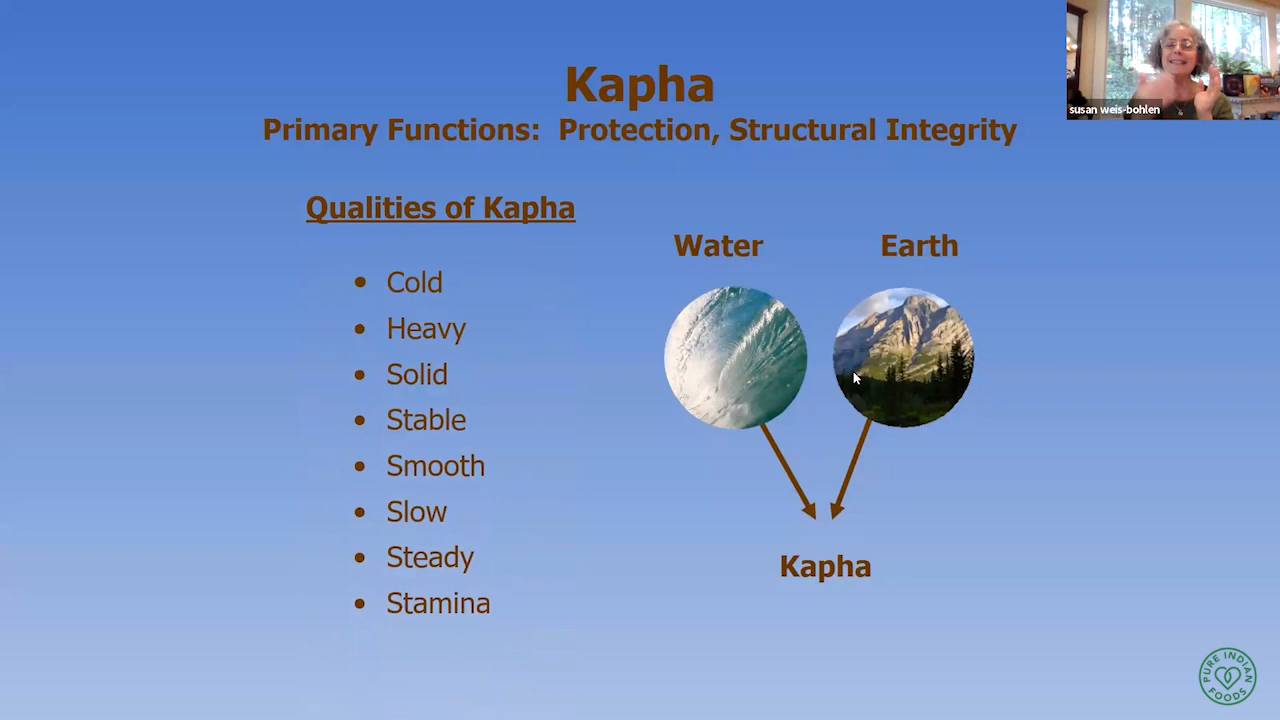 Kapha
Primary Functions:  Protection, Structural Integrity
susan weis-bohlen
Qualities of Kapha
• Cold
• Heavy
• Solid
• Stable
• Smooth
• Slow
• Steady
• Stamina
Water
Earth
Kapha
PURE INDIAN
FOODS